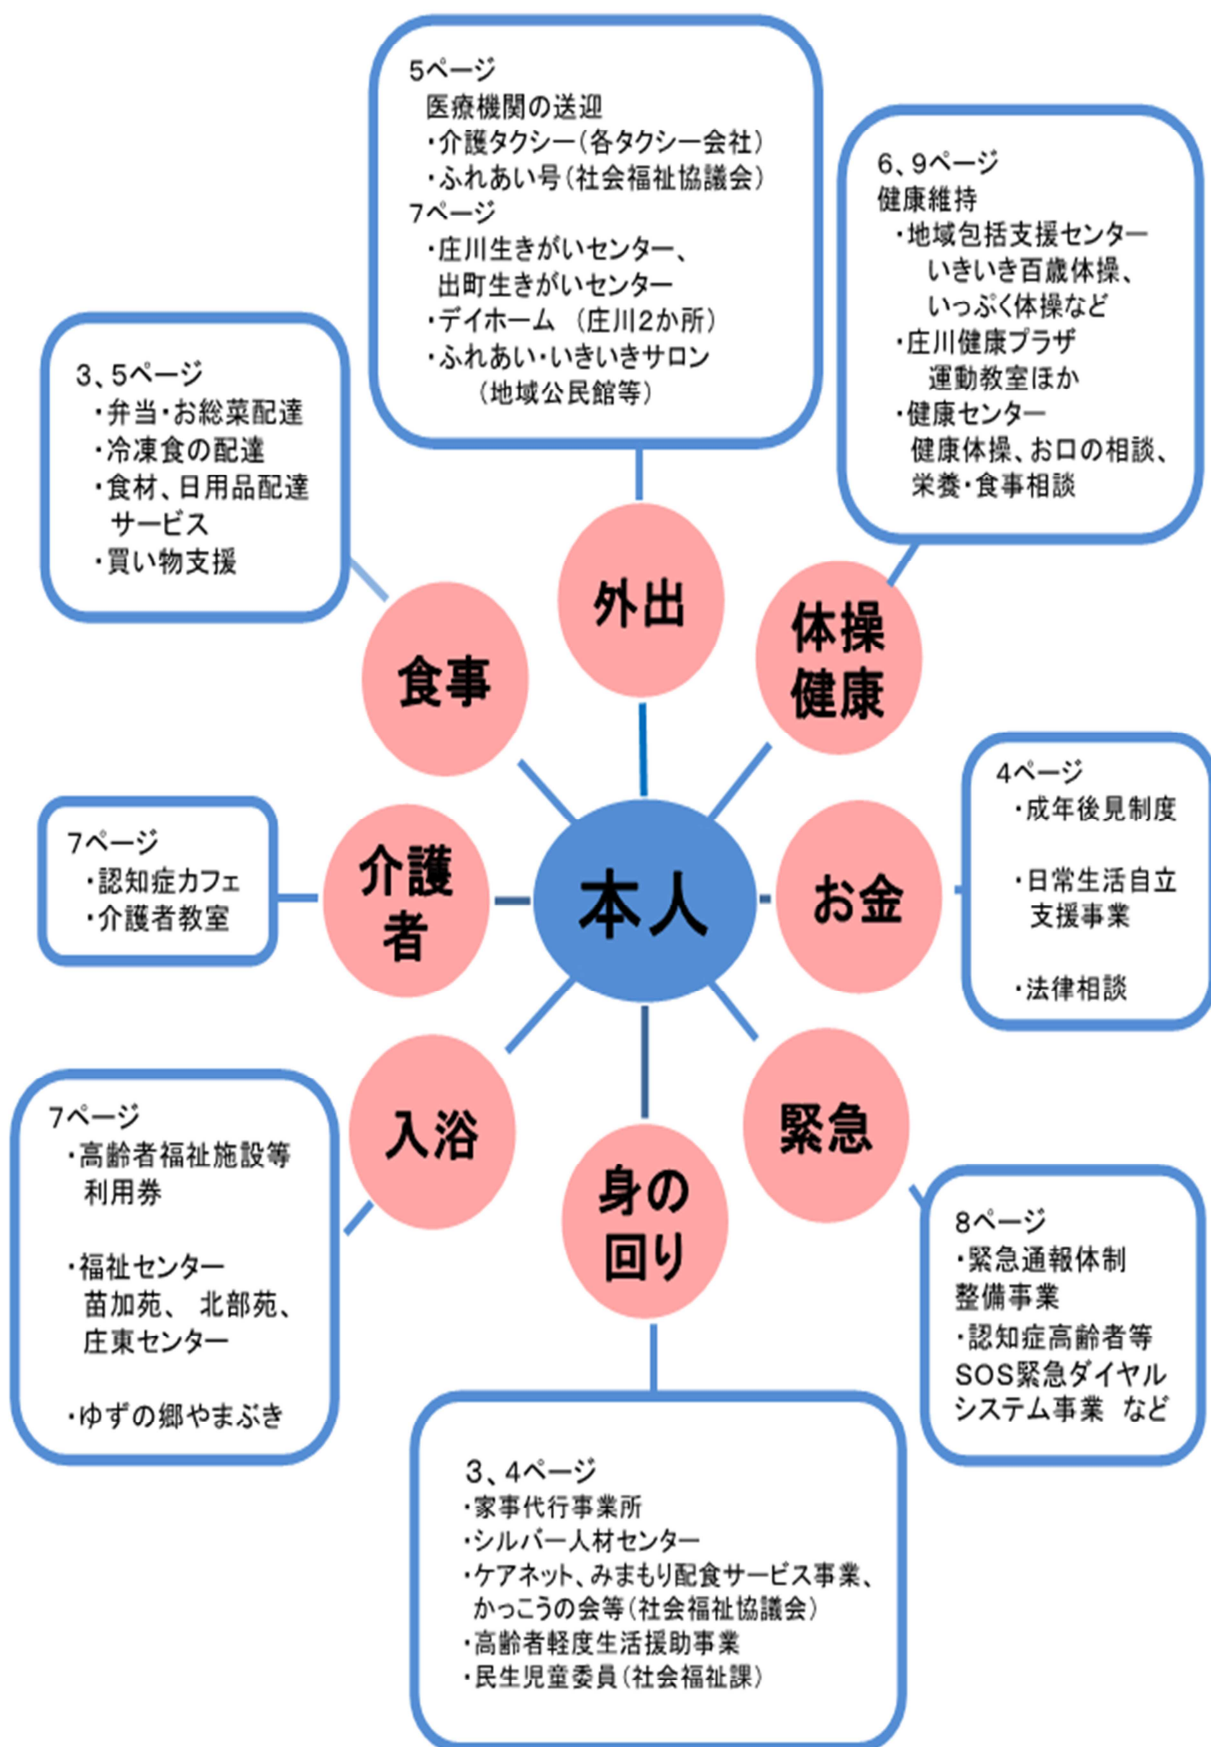 5ページ
医療機関の送迎
・介護タクシー(各タクシー会社)
・ふれあい号(社会福祉協議会)
7ページ
・庄川生きがいセンター、
出町生きがいセンター
・デイホーム (庄川2か所)
・ふれあい・いきいきサロン
(地域公民館等)
6、9ページ
健康維持
・地域包括支援センター
いきいき百歳体操、
いっぷく体操など
・庄川健康プラザ
運動教室ほか
・健康センター
健康体操、お口の相談、
栄養・食事相談
3、5ページ
・弁当・お総菜配達
・冷凍食の配達
・食材、日用品配達
サービス
・買い物支援
外出
体操
健康
食事
4ページ
・成年後見制度
・日常生活自立
支援事業
・法律相談
7ページ
・認知症カフェ
・介護者教室
介護
者
本人
お金
入浴
緊急
身の
回り
7ページ
・高齢者福祉施設等
利用券
・福祉センター
苗加苑、 北部苑、
庄東センター
・ゆずの郷やまぶき
8ページ
・緊急通報体制
整備事業
・認知症高齢者等
SOS緊急ダイヤル
システム事業 など
3、4ページ
・家事代行事業所
・シルバー人材センター
・ケアネット、みまもり配食サービス事業、
かっこうの会等(社会福祉協議会)
・高齢者軽度生活援助事業
・民生児童委員(社会福祉課)